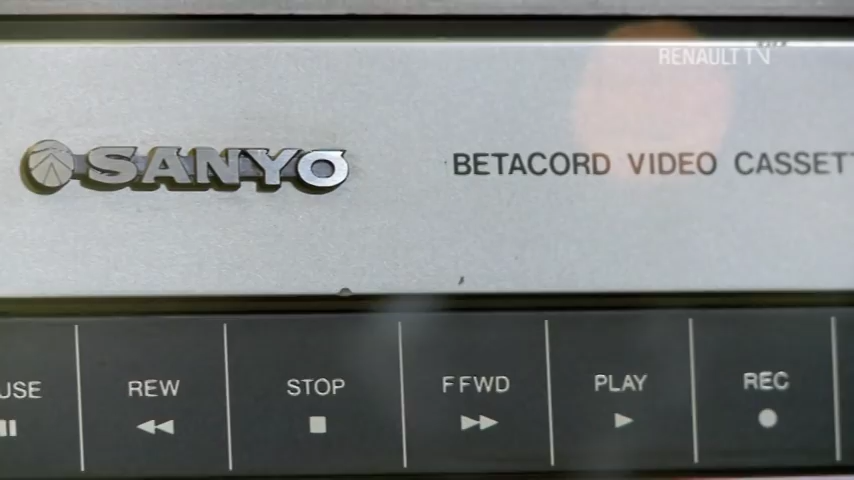 RENAULT TV
SANYO
BETACORD VIDEO CASSETT
USE REW STOP FFWD PLAY REC